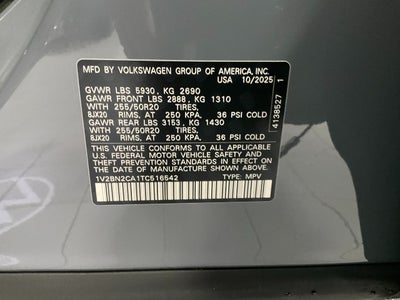 MFD. BY VOLKSWAGEN GROUP OF AMERICA, INC.
USA 10/2025
GVWR LBS 5930, KG 2690
GAWR FRONT LBS 2888, KG 1310
WITH 255/50R20 TIRES,
8JX20 RIMS, AT 250 KPA, 36 PSI COLD
GAWR REAR LBS 3153, KG 1430
WITH 255/50R20 TIRES,
8JX20 RIMS, AT 250 KPA, 36 PSI COLD
THIS VEHICLE CONFORMS TO ALL APPLICABLE
U.S. FEDERAL MOTOR VEHICLE SAFETY AND
THEFT PREVENTION STANDARDS IN EFFECT ON
THE DATE OF MANUFACTURE SHOWN ABOVE.
1V2BN2CA1TC516542 TYPE: MPV
4138527 1